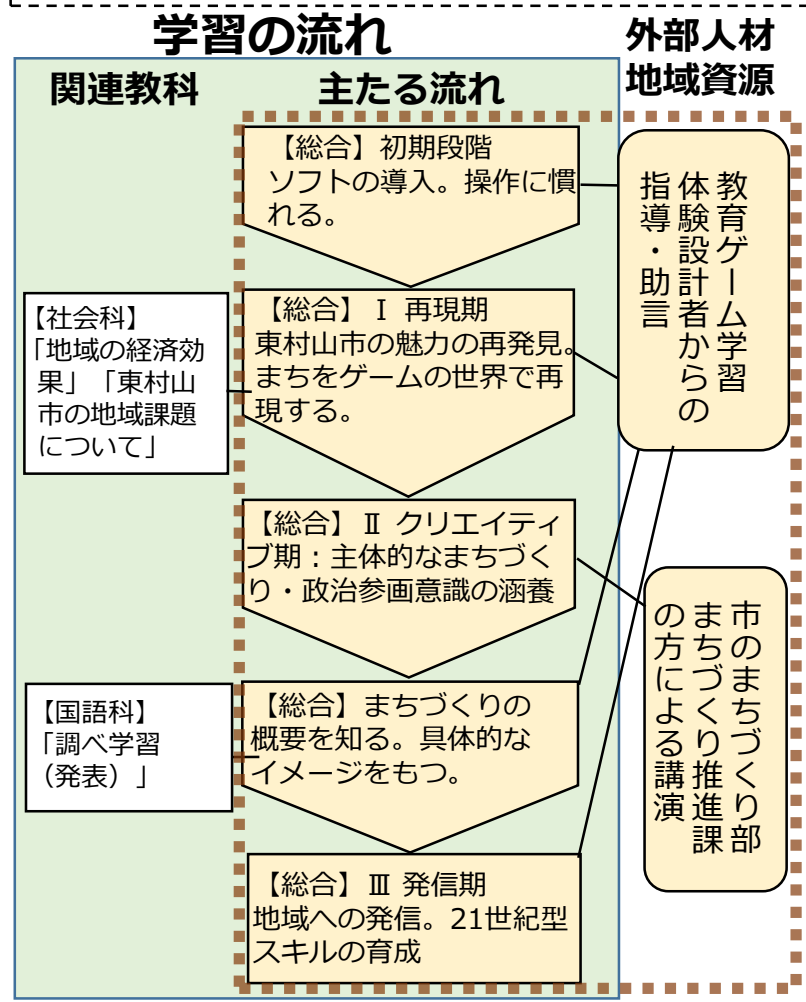 学習の流れ
外部人材
地域資源
関連教科
主たる流れ
【総合】初期段階
ソフトの導入。操作に慣
れる。
教育ゲーム学習
体験設計者からの
指導・助言
【社会科】
「地域の経済効
果」「東村山
市の地域課題
について」
【総合】Ⅰ 再現期
東村山市の魅力の再発見。
まちをゲームの世界で再
現する。
【総合】Ⅱ クリエイティ
ブ期：主体的なまちづく
り・政治参画意識の涵養
市のまちづくり部
まちづくり推進課
の方による講演
【国語科】
「調べ学習
（発表）」
【総合】まちづくりの
概要を知る。具体的な
イメージをもつ。
【総合】Ⅲ 発信期
地域への発信。21世紀型
スキルの育成